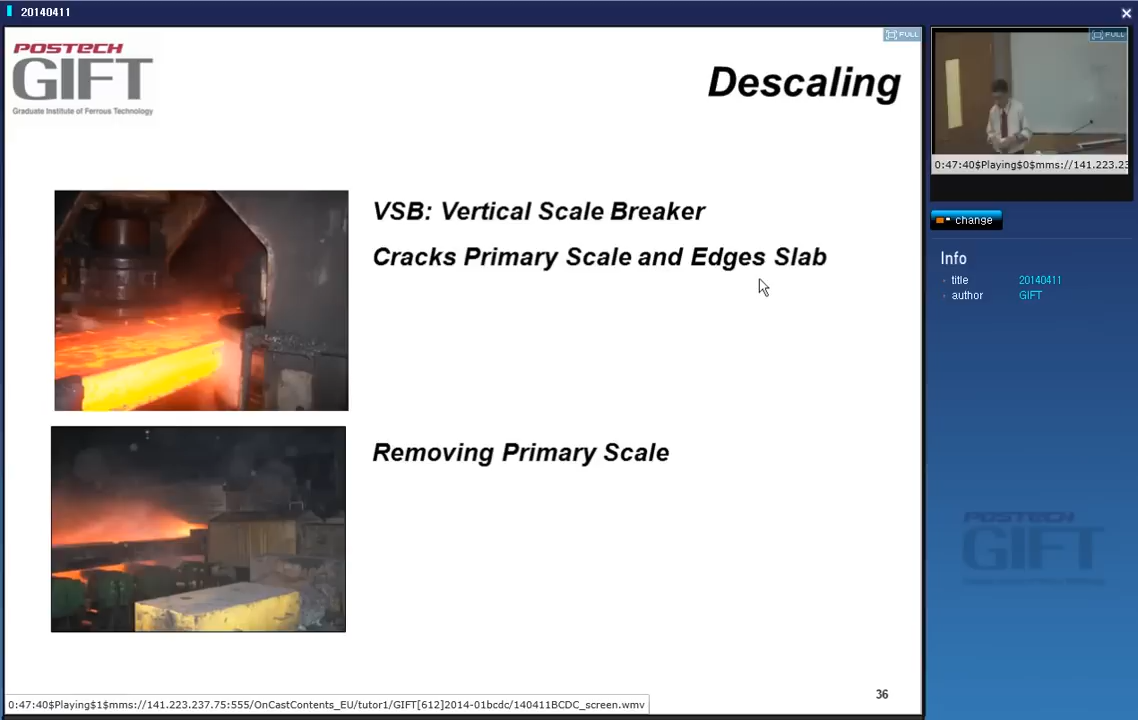 20140411
POSTECH
GIFT
Graduate Institute of Ferrous Technology
FULL
Descaling
VSB: Vertical Scale Breaker
Cracks Primary Scale and Edges Slab
Removing Primary Scale
36
0:47:40$Playing$1$mms://141.223.237.75:555/OnCastContents_EU/tutor1/GIFT[612]2014-01bcdc/140411BCDC_screen.wmv
FULL
0:47:40$Playing$0$mms://141.223.23
change
Info
title 20140411
author GIFT
POSTECH
GIFT